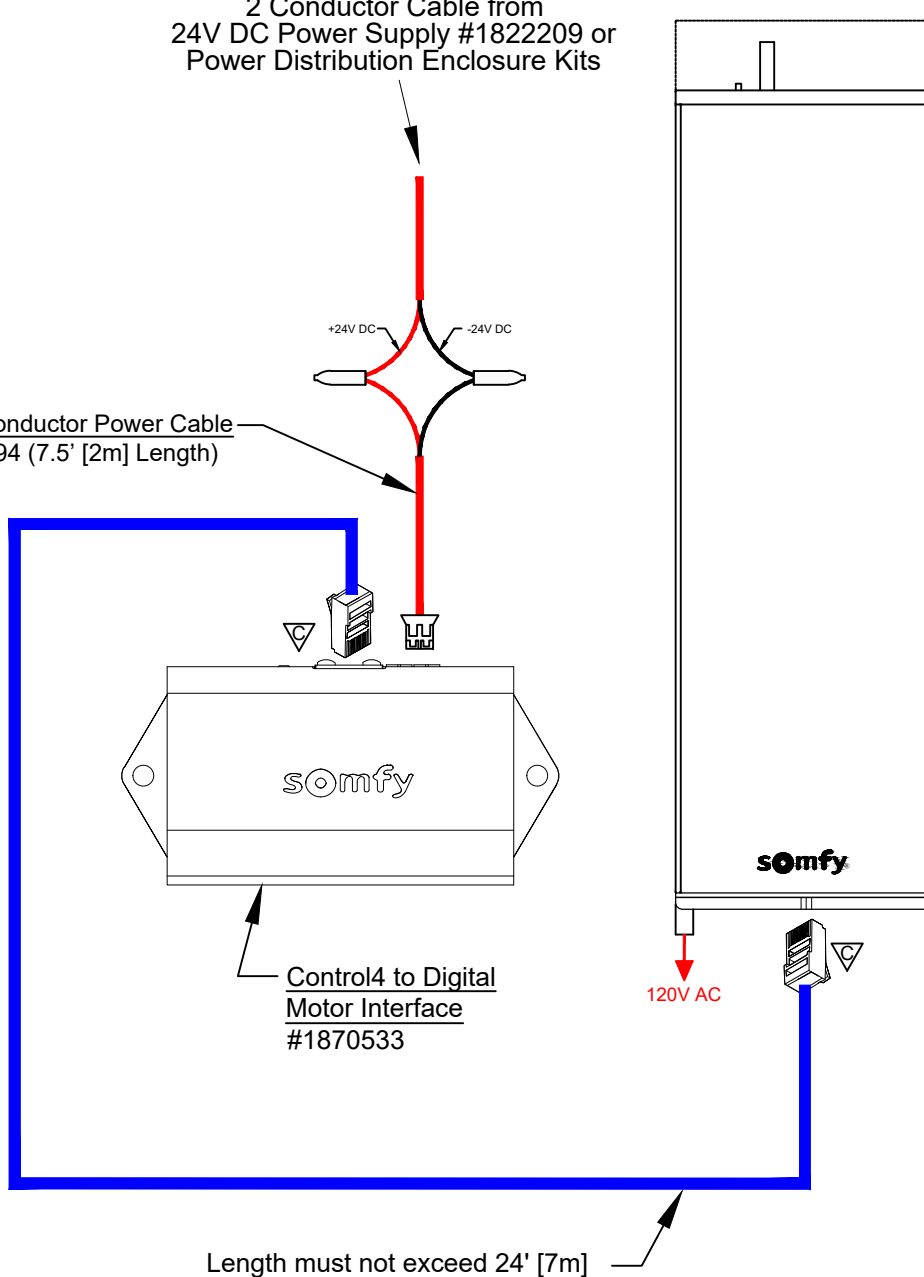 2 Conductor Cable from
24V DC Power Supply #1822209 or
Power Distribution Enclosure Kits
+24V DC
-24V DC
Power Cable
94 (7.5’ [2m] Length)
C
somfy
somfy
C
120V AC
Control4 to Digital
Motor Interface
#1870533
Length must not exceed 24' [7m]